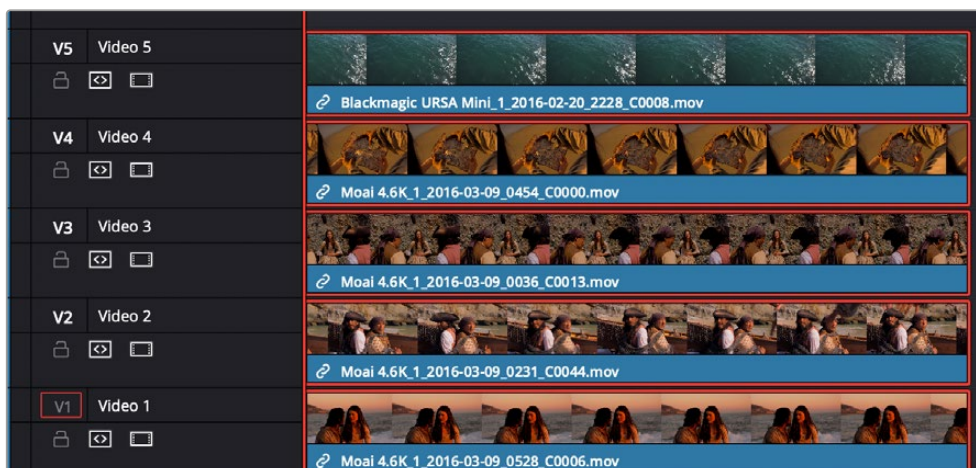 V5 Video 5
Blackmagic URSA Mini_1_2016-02-20_2228_C0008.mov
V4 Video 4
Moai 4.6K_1_2016-03-09_0454_C0000.mov
V3 Video 3
Moai 4.6K_1_2016-03-09_0036_C0013.mov
V2 Video 2
Moai 4.6K_1_2016-03-09_0231_C0044.mov
V1 Video 1
Moai 4.6K_1_2016-03-09_0528_C0006.mov